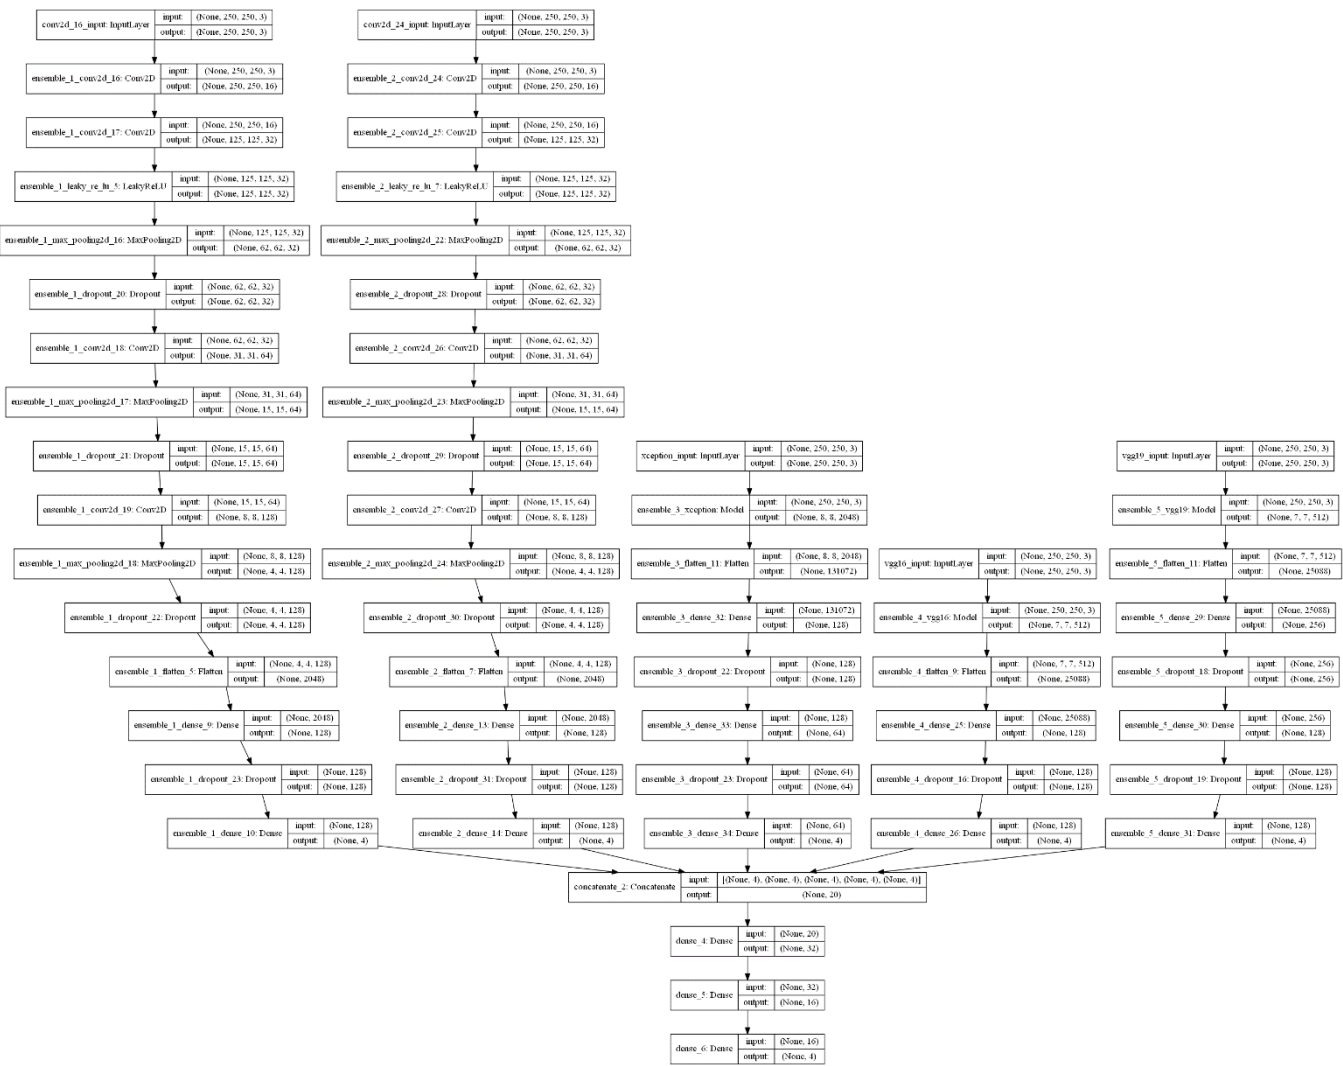 conv2d_16_input: InputLayer input: (None, 250, 250, 3)
output: (None, 250, 250, 3)
ensemble_1_conv2d_16: Conv2D input: (None, 250, 250, 3)
output: (None, 250, 250, 16)
ensemble_1_conv2d_17: Conv2D input: (None, 250, 250, 16)
output: (None, 125, 125, 32)
ensemble_1_leaky_re_lu_5: LeakyReLU input: (None, 125, 125, 32)
output: (None, 125, 125, 32)
ensemble_1_max_pooling2d_16: MaxPooling2D input: (None, 125, 125, 32)
output: (None, 62, 62, 32)
ensemble_1_dropout_20: Dropout input: (None, 62, 62, 32)
output: (None, 62, 62, 32)
ensemble_1_conv2d_18: Conv2D input: (None, 62, 62, 32)
output: (None, 31, 31, 64)
ensemble_1_max_pooling2d_17: MaxPooling2D input: (None, 31, 31, 64)
output: (None, 15, 15, 64)
ensemble_1_dropout_21: Dropout input: (None, 15, 15, 64)
output: (None, 15, 15, 64)
ensemble_1_conv2d_19: Conv2D input: (None, 15, 15, 64)
output: (None, 8, 8, 128)
ensemble_1_max_pooling2d_18: MaxPooling2D input: (None, 8, 8, 128)
output: (None, 4, 4, 128)
ensemble_1_dropout_22: Dropout input: (None, 4, 4, 128)
output: (None, 4, 4, 128)
ensemble_1_flatten_5: Flatten input: (None, 4, 4, 128)
output: (None, 2048)
ensemble_1_dense_9: Dense input: (None, 2048)
output: (None, 128)
ensemble_1_dropout_23: Dropout input: (None, 128)
output: (None, 128)
ensemble_1_dense_10: Dense input: (None, 128)
output: (None, 4)
conv2d_24_input: InputLayer input: (None, 250, 250, 3)
output: (None, 250, 250, 3)
ensemble_2_conv2d_24: Conv2D input: (None, 250, 250, 3)
output: (None, 250, 250, 16)
ensemble_2_conv2d_25: Conv2D input: (None, 250, 250, 16)
output: (None, 125, 125, 32)
ensemble_2_leaky_re_lu_7: LeakyReLU input: (None, 125, 125, 32)
output: (None, 125, 125, 32)
ensemble_2_max_pooling2d_22: MaxPooling2D input: (None, 125, 125, 32)
output: (None, 62, 62, 32)
ensemble_2_dropout_28: Dropout input: (None, 62, 62, 32)
output: (None, 62, 62, 32)
ensemble_2_conv2d_26: Conv2D input: (None, 62, 62, 32)
output: (None, 31, 31, 64)
ensemble_2_max_pooling2d_23: MaxPooling2D input: (None, 31, 31, 64)
output: (None, 15, 15, 64)
ensemble_2_dropout_29: Dropout input: (None, 15, 15, 64)
output: (None, 15, 15, 64)
ensemble_2_conv2d_27: Conv2D input: (None, 15, 15, 64)
output: (None, 8, 8, 128)
ensemble_2_max_pooling2d_24: MaxPooling2D input: (None, 8, 8, 128)
output: (None, 4, 4, 128)
ensemble_2_dropout_30: Dropout input: (None, 4, 4, 128)
output: (None, 4, 4, 128)
ensemble_2_flatten_7: Flatten input: (None, 4, 4, 128)
output: (None, 2048)
ensemble_2_dense_13: Dense input: (None, 2048)
output: (None, 128)
ensemble_2_dropout_31: Dropout input: (None, 128)
output: (None, 128)
ensemble_2_dense_14: Dense input: (None, 128)
output: (None, 4)
xception_input: InputLayer input: (None, 250, 250, 3)
output: (None, 250, 250, 3)
ensemble_3_xception: Model input: (None, 250, 250, 3)
output: (None, 8, 8, 2048)
ensemble_3_flatten_11: Flatten input: (None, 8, 8, 2048)
output: (None, 131072)
ensemble_3_dense_32: Dense input: (None, 131072)
output: (None, 128)
ensemble_3_dropout_22: Dropout input: (None, 128)
output: (None, 128)
ensemble_3_dense_33: Dense input: (None, 128)
output: (None, 64)
ensemble_3_dropout_23: Dropout input: (None, 64)
output: (None, 64)
ensemble_3_dense_34: Dense input: (None, 64)
output: (None, 4)
vgg16_input: InputLayer input: (None, 250, 250, 3)
output: (None, 250, 250, 3)
ensemble_4_vgg16: Model input: (None, 250, 250, 3)
output: (None, 7, 7, 512)
ensemble_4_flatten_9: Flatten input: (None, 7, 7, 512)
output: (None, 25088)
ensemble_4_dense_25: Dense input: (None, 25088)
output: (None, 128)
ensemble_4_dropout_16: Dropout input: (None, 128)
output: (None, 128)
ensemble_4_dense_26: Dense input: (None, 128)
output: (None, 4)
vgg19_input: InputLayer input: (None, 250, 250, 3)
output: (None, 250, 250, 3)
ensemble_5_vgg19: Model input: (None, 250, 250, 3)
output: (None, 7, 7, 512)
ensemble_5_flatten_11: Flatten input: (None, 7, 7, 512)
output: (None, 25088)
ensemble_5_dense_29: Dense input: (None, 25088)
output: (None, 256)
ensemble_5_dropout_18: Dropout input: (None, 256)
output: (None, 256)
ensemble_5_dense_30: Dense input: (None, 256)
output: (None, 128)
ensemble_5_dropout_19: Dropout input: (None, 128)
output: (None, 128)
ensemble_5_dense_31: Dense input: (None, 128)
output: (None, 4)
concatenate_2: Concatenate input: [(None, 4), (None, 4), (None, 4), (None, 4), (None, 4)]
output: (None, 20)
dense_4: Dense input: (None, 20)
output: (None, 32)
dense_5: Dense input: (None, 32)
output: (None, 16)
dense_6: Dense input: (None, 16)
output: (None, 4)